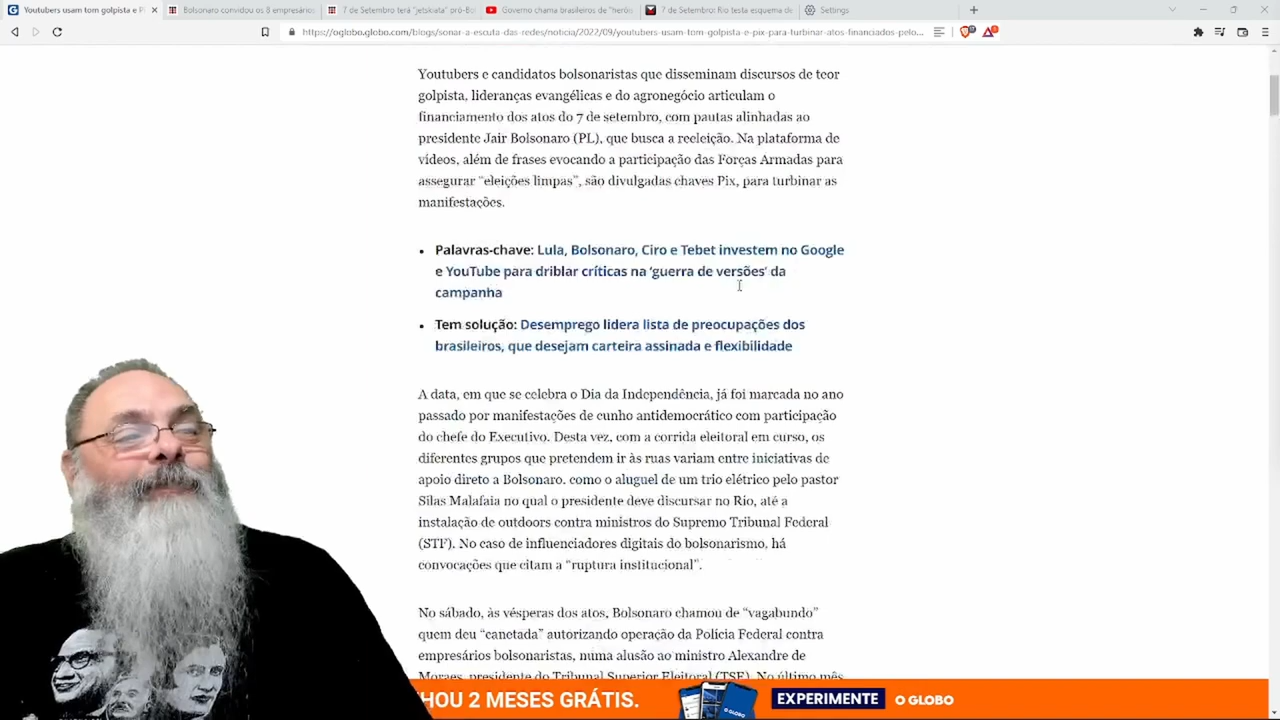 Youtubers usam tom golpista e P
Bolsonaro convidou os 8 empresários
7 de Setembro terá "jetskiata" pró-Bo
Governo chama brasileiros de "heróis
7 de Setembro: Rio testa esquema de
Settings
https://oglobo.globo.com/blogs/sonar-a-escuta-das-redes/noticia/2022/09/youtubers-usam-tom-golpista-e-pix-para-turbinar-atos-financiados-pelo...
Youtubers e candidatos bolsonaristas que disseminam discursos de teor
golpista, lideranças evangélicas e do agronegócio articulam o
financiamento dos atos do 7 de setembro, com pautas alinhadas ao
presidente Jair Bolsonaro (PL), que busca a reeleição. Na plataforma de
vídeos, além de frases evocando a participação das Forças Armadas para
assegurar “eleições limpas”, são divulgadas chaves Pix, para turbinar as
manifestações.
• Palavras-chave: Lula, Bolsonaro, Ciro e Tebet investem no Google
e YouTube para driblar críticas na ‘guerra de versões’ da
campanha
• Tem solução: Desemprego lidera lista de preocupações dos
brasileiros, que desejam carteira assinada e flexibilidade
A data, em que se celebra o Dia da Independência, já foi marcada no ano
passado por manifestações de cunho antidemocrático com participação
do chefe do Executivo. Desta vez, com a corrida eleitoral em curso, os
diferentes grupos que pretendem ir às ruas variam entre iniciativas de
apoio direto a Bolsonaro, como o aluguel de um trio elétrico pelo pastor
Silas Malafaia no qual o presidente deve discursar no Rio, até a
instalação de outdoors contra ministros do Supremo Tribunal Federal
(STF). No caso de influenciadores digitais do bolsonarismo, há
convocações que citam a “ruptura institucional”.
No sábado, às vésperas dos atos, Bolsonaro chamou de “vagabundo”
quem deu “canetada” autorizando operação da Polícia Federal contra
empresários bolsonaristas, numa alusão ao ministro Alexandre de
Moraes, presidente do Tribunal Superior Eleitoral (TSE). No último mês
HOU 2 MESES GRÁTIS.
EXPERIMENTE
O GLOBO